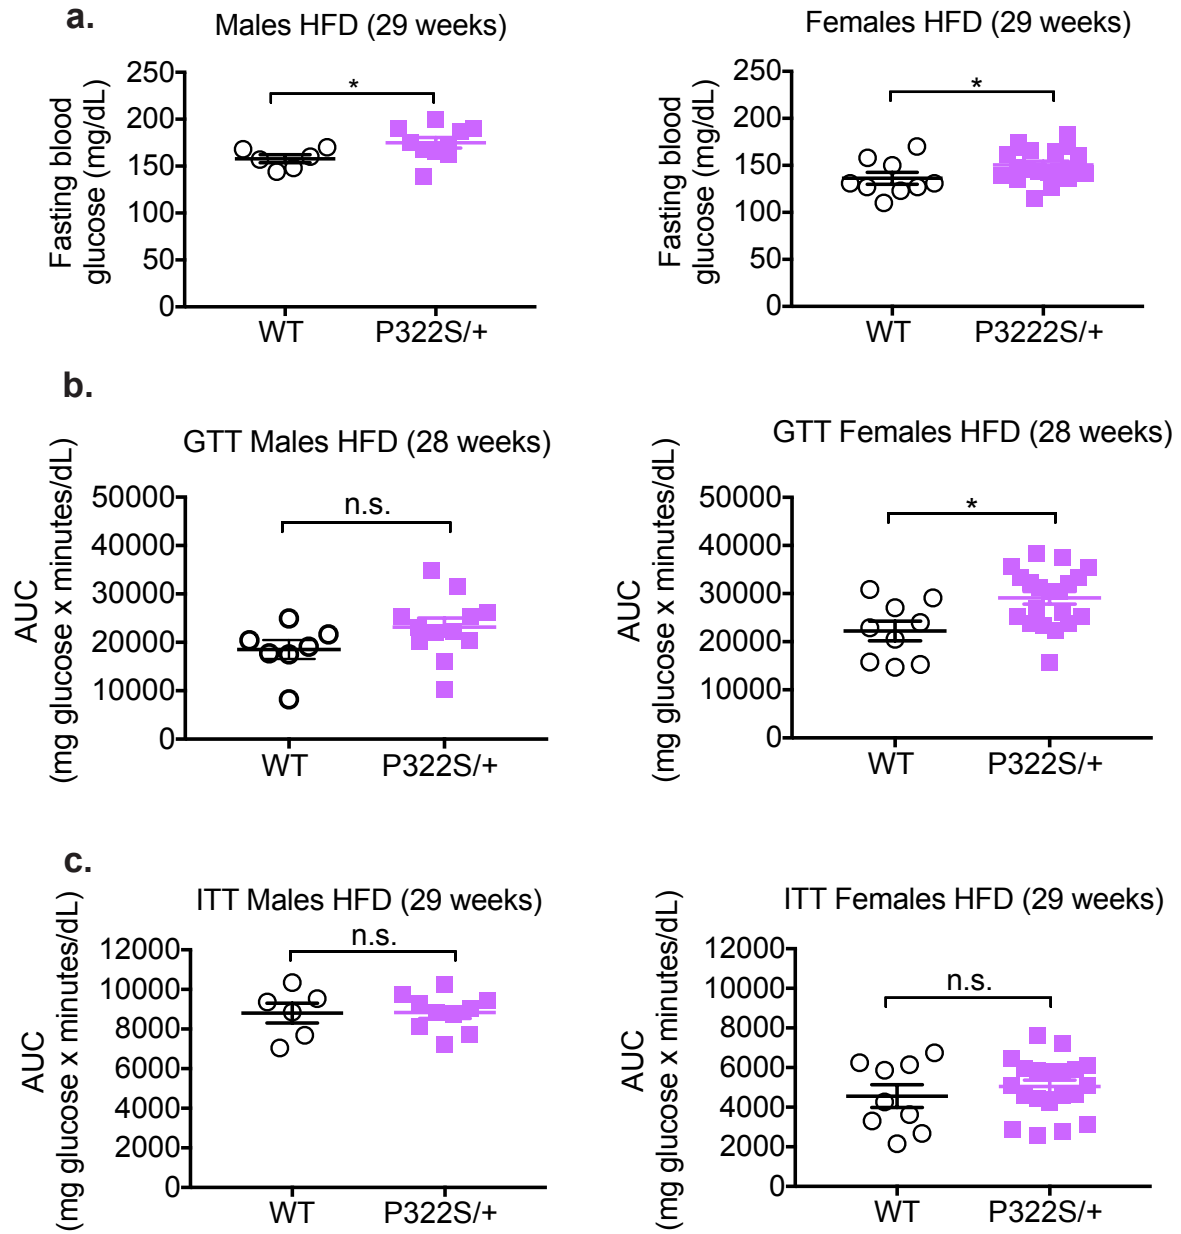 a.
Males HFD (29 weeks)
Fasting blood
glucose (mg/dL)
250
200
150
100
50
0
*
WT
P322S/+
Females HFD (29 weeks)
Fasting blood
glucose (mg/dL)
250
200
150
100
50
0
*
WT
P3222S/+
b.
GTT Males HFD (28 weeks)
AUC
(mg glucose x minutes/dL)
50000
40000
30000
20000
10000
0
n.s.
WT
P322S/+
GTT Females HFD (28 weeks)
AUC
(mg glucose x minutes/dL)
50000
40000
30000
20000
10000
0
*
WT
P322S/+
c.
ITT Males HFD (29 weeks)
AUC
(mg glucose x minutes/dL)
12000
10000
8000
6000
4000
2000
0
n.s.
WT
P322S/+
ITT Females HFD (29 weeks)
AUC
(mg glucose x minutes/dL)
12000
10000
8000
6000
4000
2000
0
n.s.
WT
P322S/+